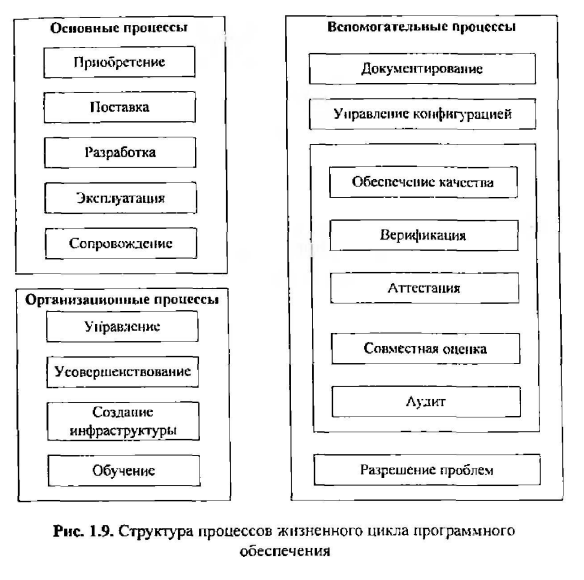 Основные процессы
Приобретение
Поставка
Разработка
Эксплуатация
Сопровождение
Организационные процессы
Управление
Усовершенствование
Создание
инфраструктуры
Обучение
Вспомогательные процессы
Документирование
Управление конфигурацией
Обеспечение качества
Верификация
Аттестация
Совместная оценка
Аудит
Разрешение проблем
Рис. 1.9. Структура процессов жизненного цикла программного
обеспечения